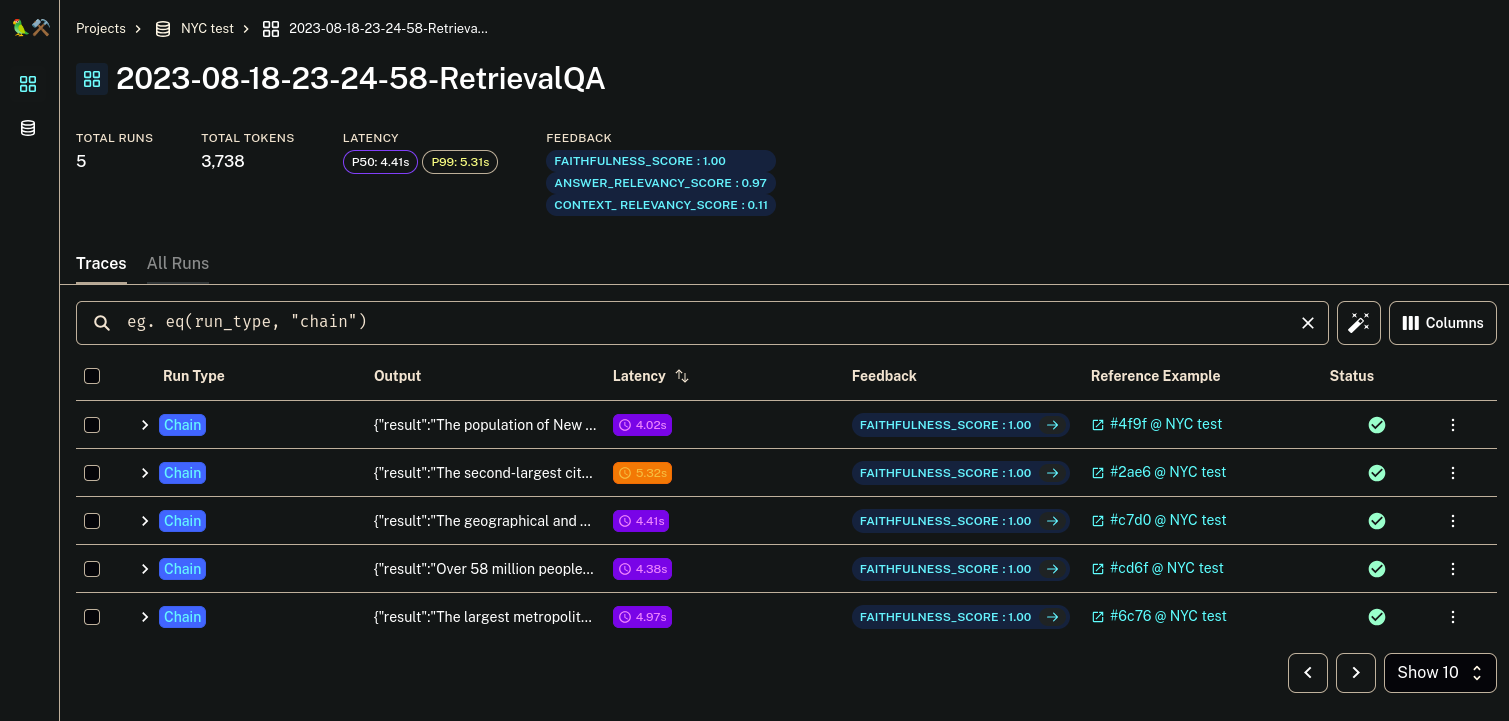 Projects > NYC test > 2023-08-18-23-24-58-Retrieva...
2023-08-18-23-24-58-RetrievalQA
TOTAL RUNS TOTAL TOKENS LATENCY FEEDBACK
5 3,738 P50: 4.41s P99: 5.31s FAITHFULNESS_SCORE : 1.00
ANSWER_RELEVANCY_SCORE : 0.97
CONTEXT_ RELEVANCY_SCORE : 0.11
Traces All Runs
eg. eq(run_type, "chain") Columns
Run Type Output Latency Feedback Reference Example Status
Chain {"result":"The population of New ... 4.02s FAITHFULNESS_SCORE : 1.00 #4f9f @ NYC test
Chain {"result":"The second-largest cit... 5.32s FAITHFULNESS_SCORE : 1.00 #2ae6 @ NYC test
Chain {"result":"The geographical and ... 4.41s FAITHFULNESS_SCORE : 1.00 #c7d0 @ NYC test
Chain {"result":"Over 58 million people... 4.38s FAITHFULNESS_SCORE : 1.00 #cd6f @ NYC test
Chain {"result":"The largest metropolit... 4.97s FAITHFULNESS_SCORE : 1.00 #6c76 @ NYC test
Show 10